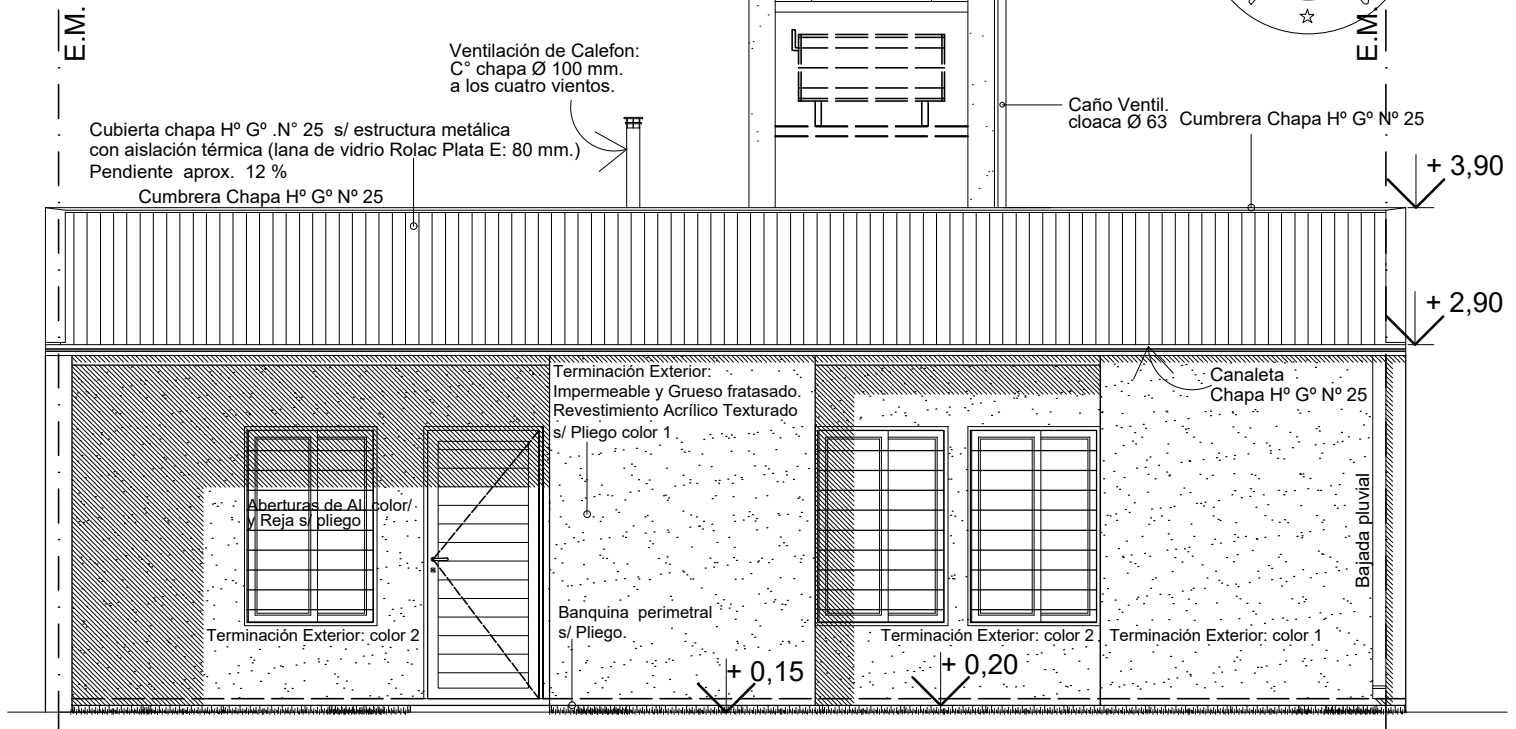 E.M.
E.M.
Ventilación de Calefon:
C° chapa Ø 100 mm.
a los cuatro vientos.
Caño Ventil.
cloaca Ø 63
Cumbrera Chapa Hº Gº Nº 25
Cubierta chapa Hº Gº .N° 25 s/ estructura metálica
con aislación térmica (lana de vidrio Rolac Plata E: 80 mm.)
Pendiente aprox. 12 %
Cumbrera Chapa Hº Gº Nº 25
+ 3,90
+ 2,90
Terminación Exterior:
Impermeable y Grueso fratasado.
Revestimiento Acrílico Texturado
s/ Pliego color 1
Canaleta
Chapa Hº Gº Nº 25
Aberturas de Al. color/
y Reja s/ pliego
Bajada pluvial
Banquina perimetral
s/ Pliego.
Terminación Exterior: color 2
Terminación Exterior: color 2
Terminación Exterior: color 1
+ 0,15
+ 0,20